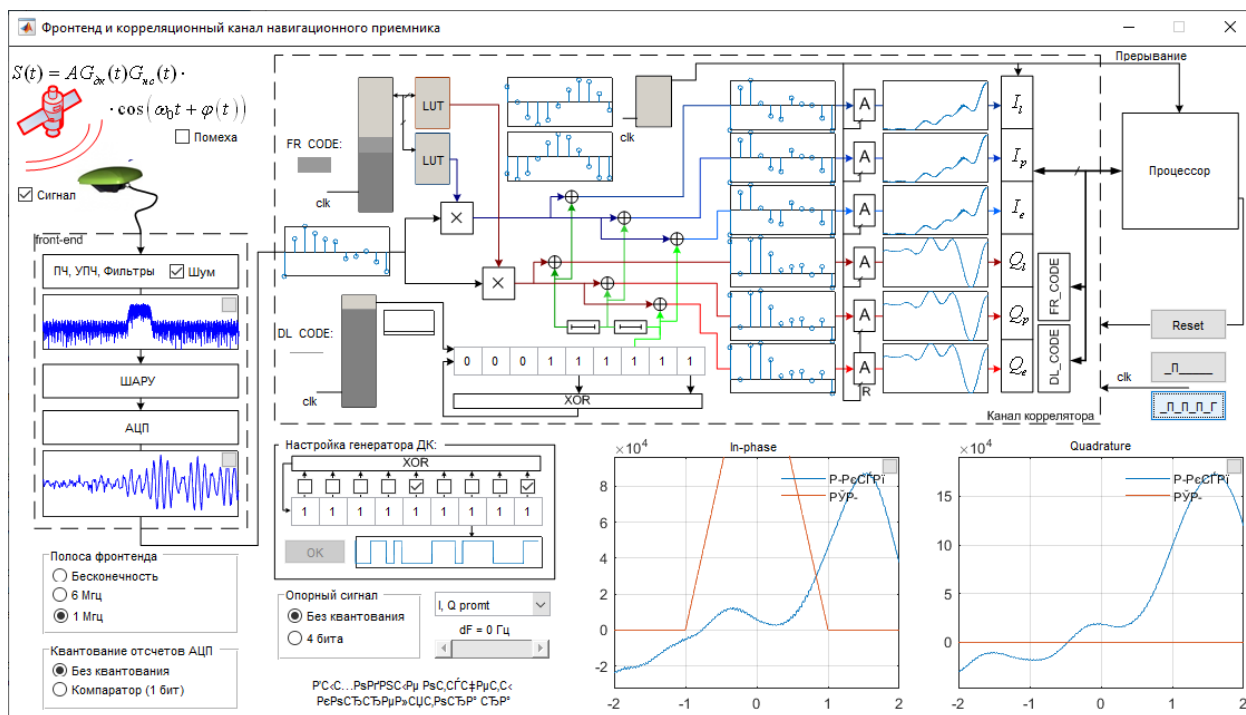 Фронтенд и корреляционный канал навигационного приемника
S(t) = AG_{дк}(t)G_{нс}(t) ·
· cos(ω₀t + φ(t))
Помеха
Сигнал
front-end
ПЧ, УПЧ, Фильтры
Шум
ШАРУ
АЦП
Полоса фронтенда
Бесконечность
6 Мгц
1 Мгц
Квантование отсчетов АЦП
Без квантования
Компаратор (1 бит)
FR CODE:
clk
LUT
LUT
clk
×
×
DL CODE:
clk
0 0 0 1 1 1 1 1 1
XOR
A
A
A
A
A
A
R
I_l
I_p
I_e
Q_l
Q_p
Q_e
FR_CODE
DL_CODE
Канал коррелятора
Прерывание
Процессор
Reset
_П_____
clk
_П_П_П_Г
Настройка генератора ДК:
XOR
1 1 1 1 1 1 1 1 1
OK
Опорный сигнал
Без квантования
4 бита
I, Q promt
dF = 0 Гц
In-phase
×10⁴
8
6
4
2
0
-2
-2 -1 0 1 2
Quadrature
×10⁴
15
10
5
0
-2 -1 0 1 2